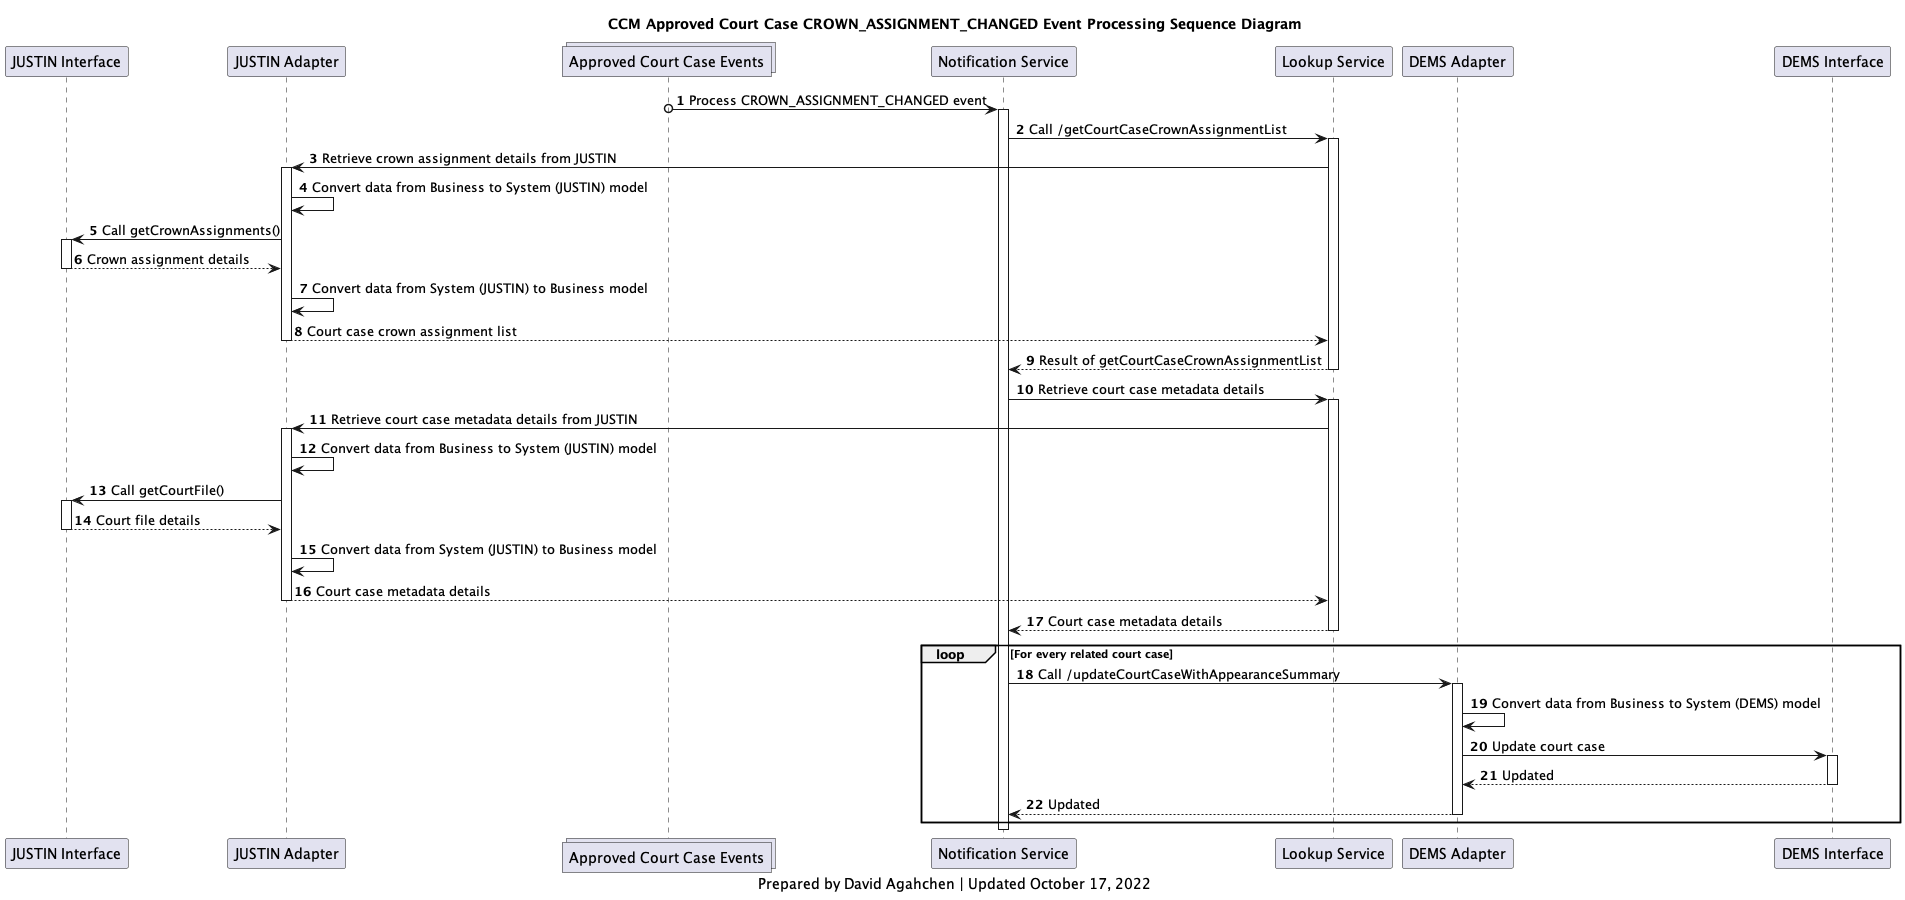 CCM Approved Court Case CROWN_ASSIGNMENT_CHANGED Event Processing Sequence Diagram
JUSTIN Interface
JUSTIN Adapter
Approved Court Case Events
Notification Service
Lookup Service
DEMS Adapter
DEMS Interface
1 Process CROWN_ASSIGNMENT_CHANGED event
2 Call /getCourtCaseCrownAssignmentList
3 Retrieve crown assignment details from JUSTIN
4 Convert data from Business to System (JUSTIN) model
5 Call getCrownAssignments()
6 Crown assignment details
7 Convert data from System (JUSTIN) to Business model
8 Court case crown assignment list
9 Result of getCourtCaseCrownAssignmentList
10 Retrieve court case metadata details
11 Retrieve court case metadata details from JUSTIN
12 Convert data from Business to System (JUSTIN) model
13 Call getCourtFile()
14 Court file details
15 Convert data from System (JUSTIN) to Business model
16 Court case metadata details
17 Court case metadata details
loop [For every related court case]
18 Call /updateCourtCaseWithAppearanceSummary
19 Convert data from Business to System (DEMS) model
20 Update court case
21 Updated
22 Updated
JUSTIN Interface
JUSTIN Adapter
Approved Court Case Events
Notification Service
Lookup Service
DEMS Adapter
DEMS Interface
Prepared by David Agahchen | Updated October 17, 2022